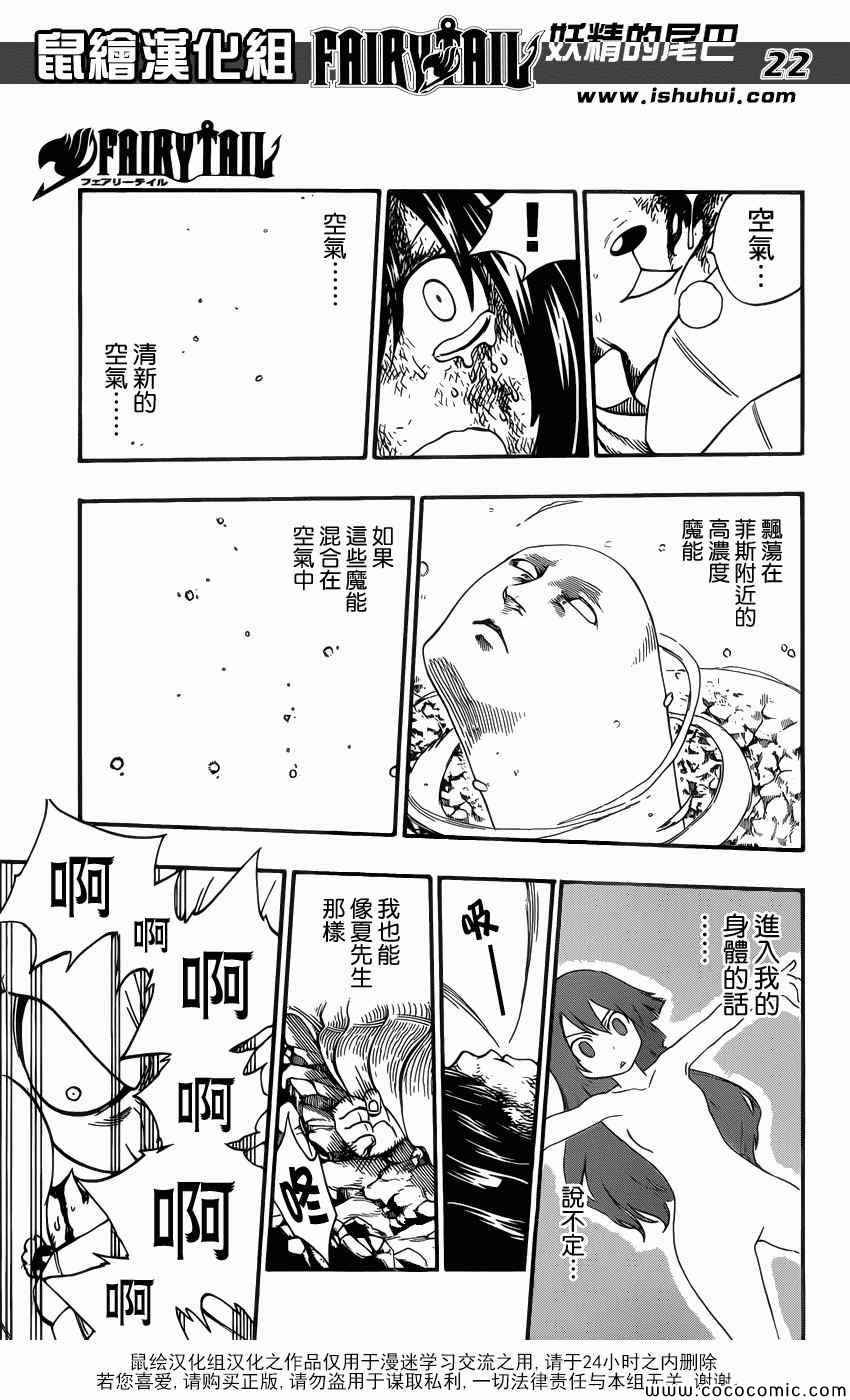 鼠繪漢化組
FAIRY TAIL
妖精的尾巴
22
www.ishuhui.com
FAIRY TAIL
フェアリーテイル
空氣…
！
空氣……
清新的
空氣……
飄蕩在
菲斯附近的
高濃度
魔能
如果
這些魔能
混合在
空氣中
進入我的
身體的話
……
說不定…
吸
我也能
像夏先生
那樣
吸
啊
啊
啊
啊
啊
啊
鼠绘汉化组汉化之作品仅用于漫迷学习交流之用, 请于24小时之内删除
若您喜爱, 请购买正版, 请勿用于谋取私利, 一切法律责任与本组无关, 谢谢.
www.cococomic.com